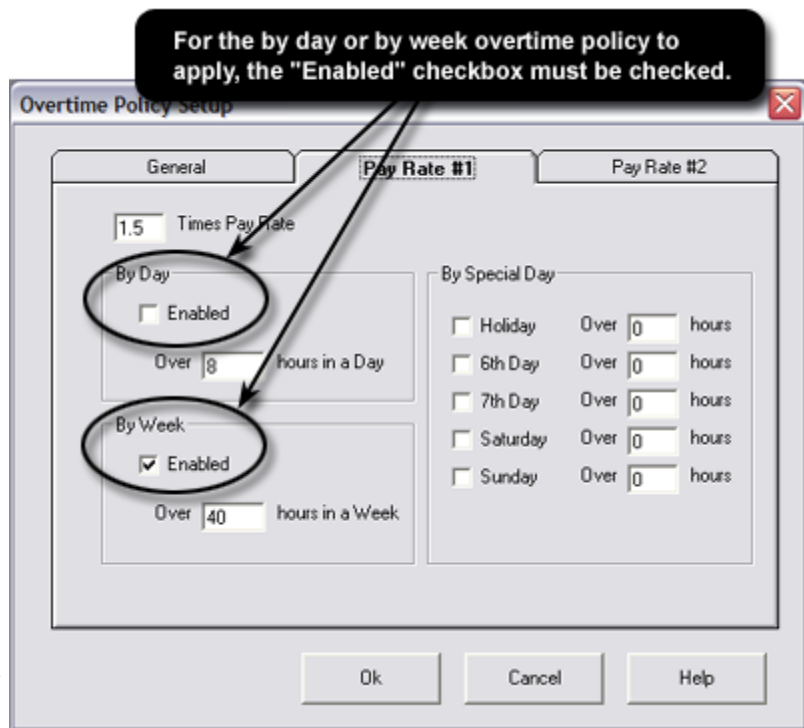 For the by day or by week overtime policy to
apply, the "Enabled" checkbox must be checked.
Overtime Policy Setup
General
Pay Rate #1
Pay Rate #2
1.5 Times Pay Rate
By Day
Enabled
Over 8 hours in a Day
By Week
Enabled
Over 40 hours in a Week
By Special Day
Holiday Over 0 hours
6th Day Over 0 hours
7th Day Over 0 hours
Saturday Over 0 hours
Sunday Over 0 hours
Ok
Cancel
Help